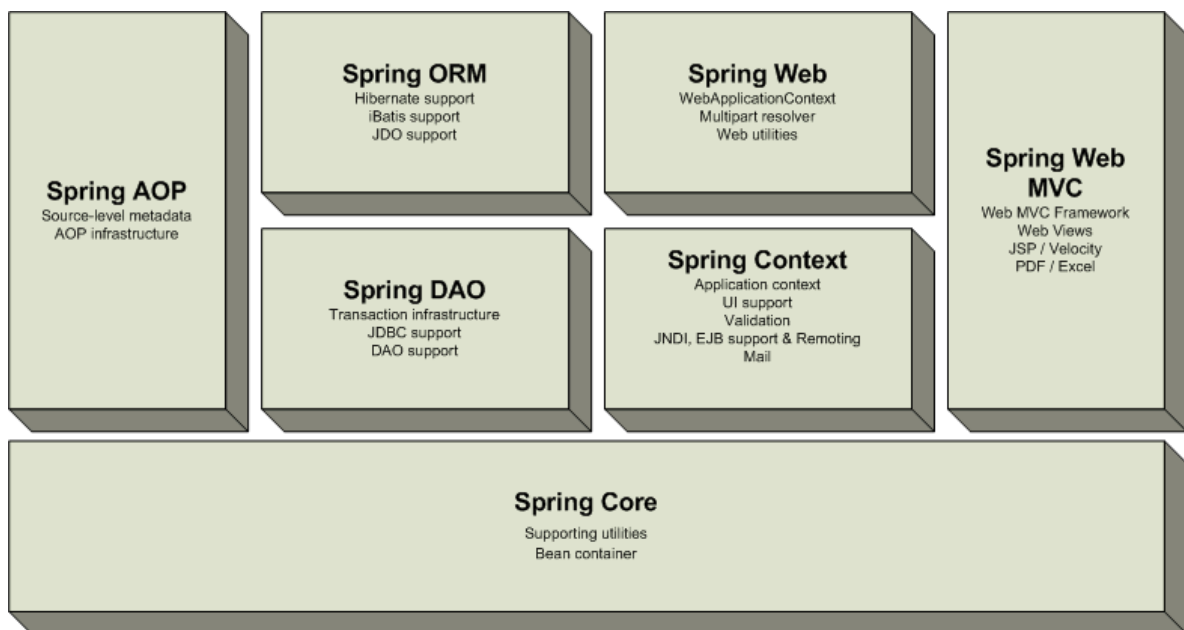 Spring AOP
Source-level metadata
AOP infrastructure
Spring ORM
Hibernate support
iBatis support
JDO support
Spring DAO
Transaction infrastructure
JDBC support
DAO support
Spring Web
WebApplicationContext
Multipart resolver
Web utilities
Spring Context
Application context
UI support
Validation
JNDI, EJB support & Remoting
Mail
Spring Web
MVC
Web MVC Framework
Web Views
JSP / Velocity
PDF / Excel
Spring Core
Supporting utilities
Bean container